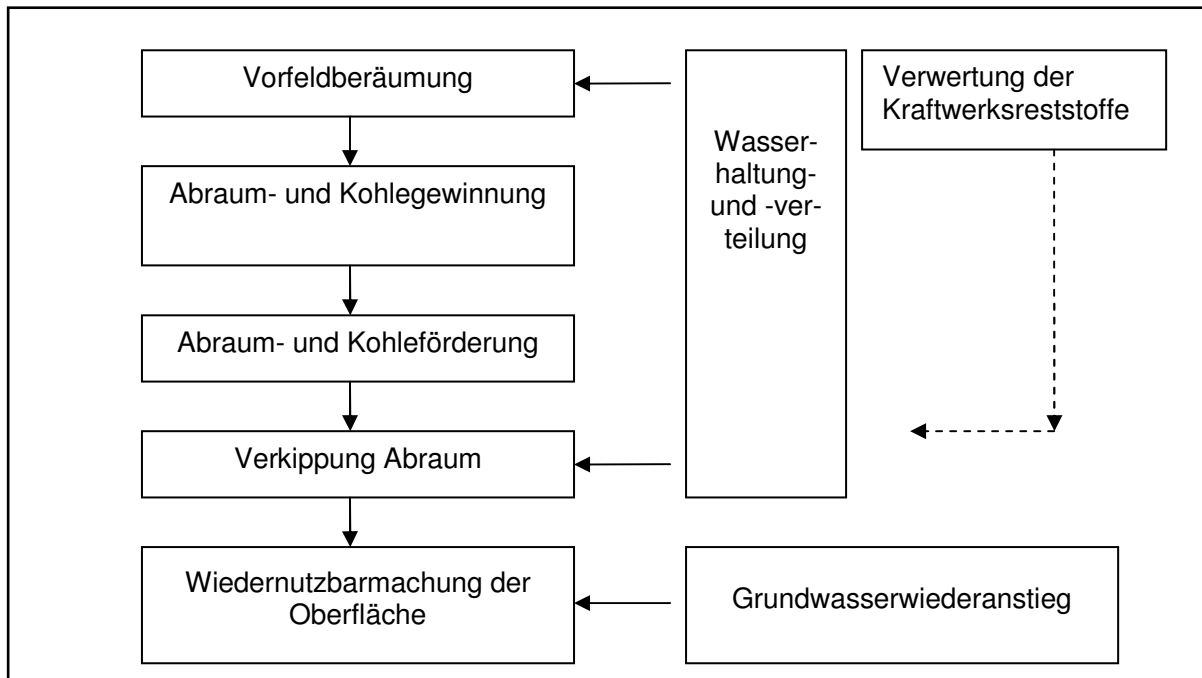 Vorfeldberäumung
Abraum- und Kohlegewinnung
Abraum- und Kohleförderung
Verkippung Abraum
Wiedernutzbarmachung der
Oberfläche
Wasser-
haltung-
und -ver-
teilung
Verwertung der
Kraftwerksreststoffe
Grundwasserwiederanstieg